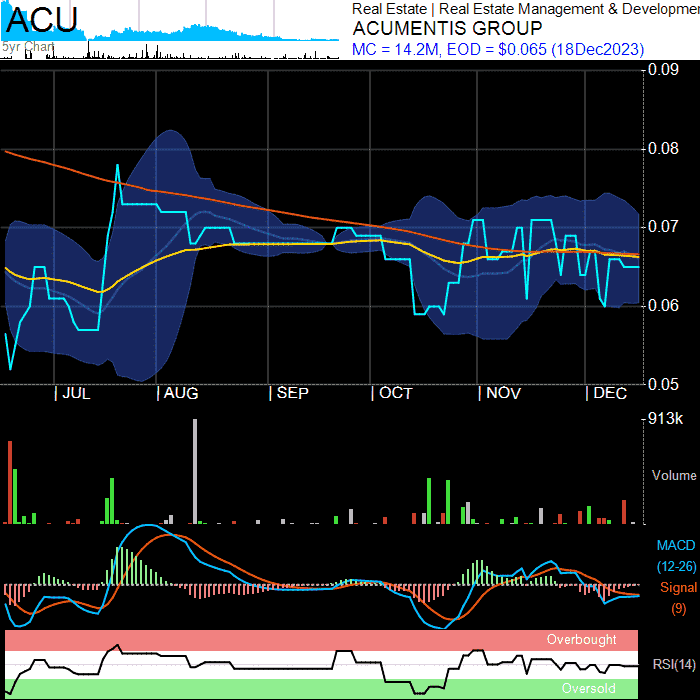 ACU
5yr Chart
Real Estate | Real Estate Management & Developmen
ACUMENTIS GROUP
MC = 14.2M, EOD = $0.065 (18Dec2023)
0.09
0.08
0.07
0.06
0.05
JUL AUG SEP OCT NOV DEC
913k
Volume
MACD
(12-26)
Signal
(9)
Overbought
RSI(14)
Oversold